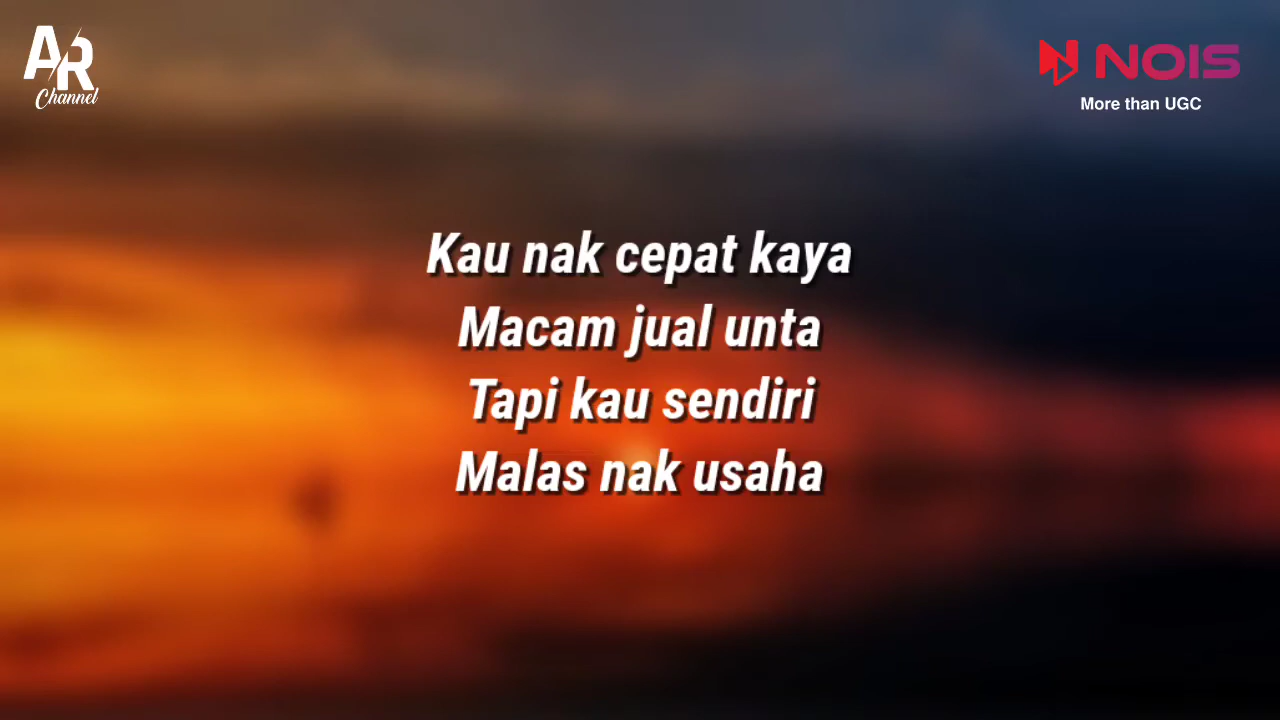 AR
Channel
NOIS
More than UGC
Kau nak cepat kaya
Macam jual unta
Tapi kau sendiri
Malas nak usaha